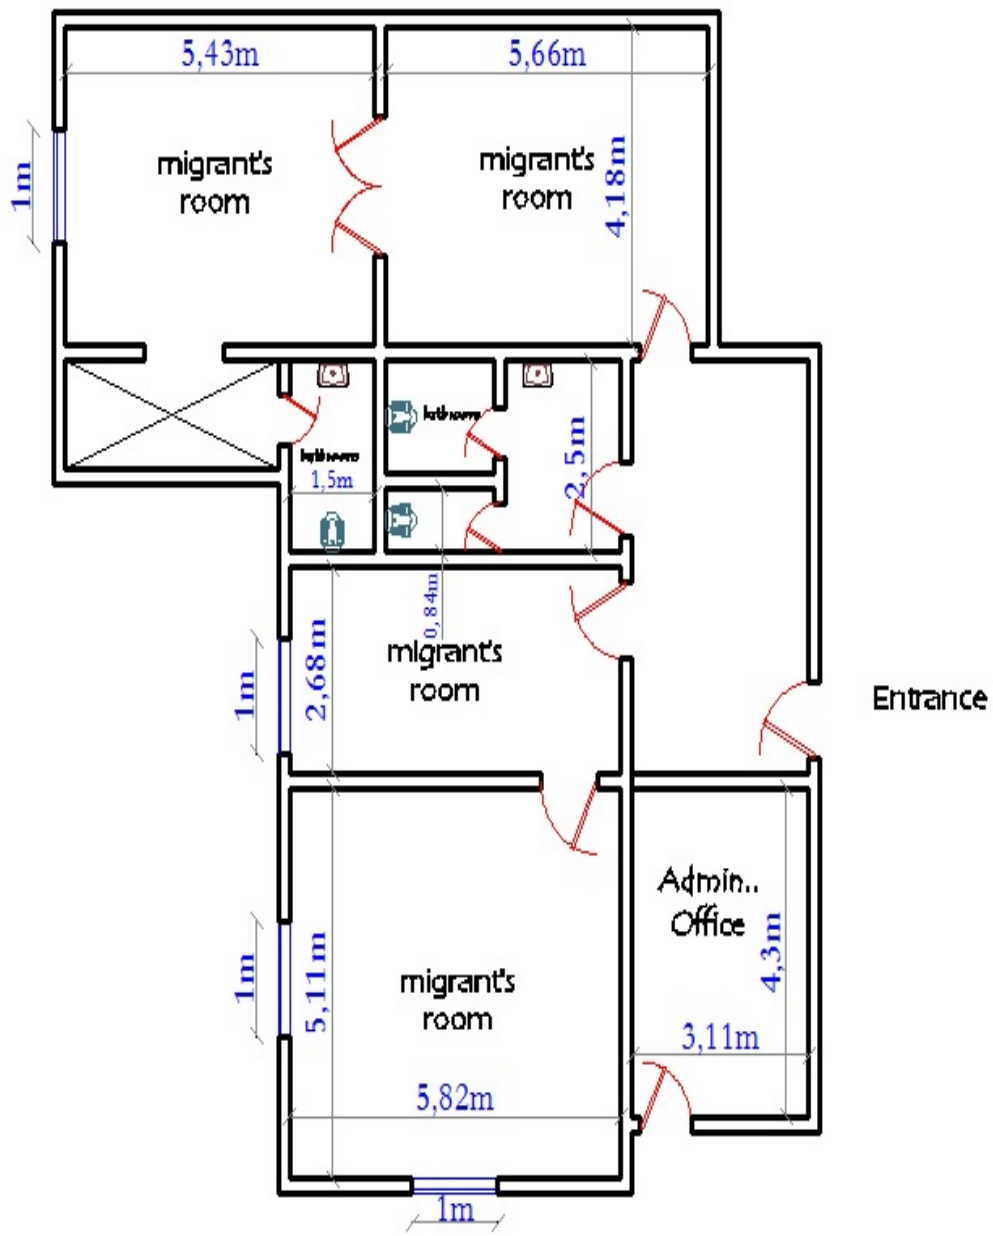 5,43m
5,66m
migrant's
room
migrant's
room
4,18m
1m
bathroom
bathroom
1,5m
2,5m
0,84m
migrant's
room
2,68m
1m
Entrance
Admin..
Office
4,3m
3,11m
migrant's
room
5,11m
1m
5,82m
1m